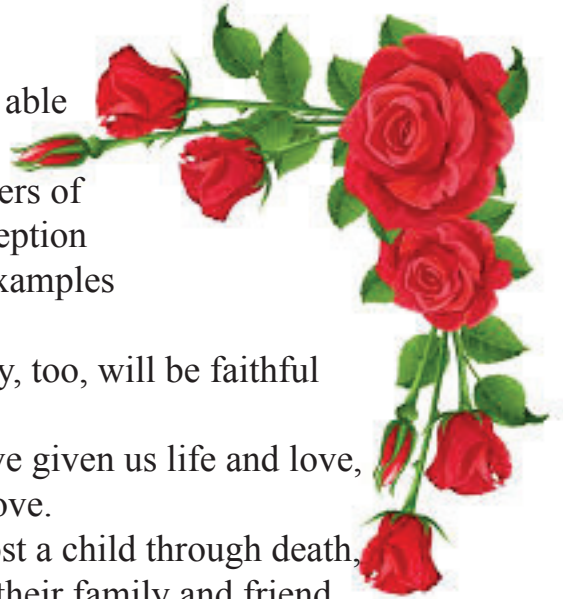 able
ers of
eption
xamples
y, too, will be faithful
ve given us life and love,
ove.
ost a child through death,
their family and friend